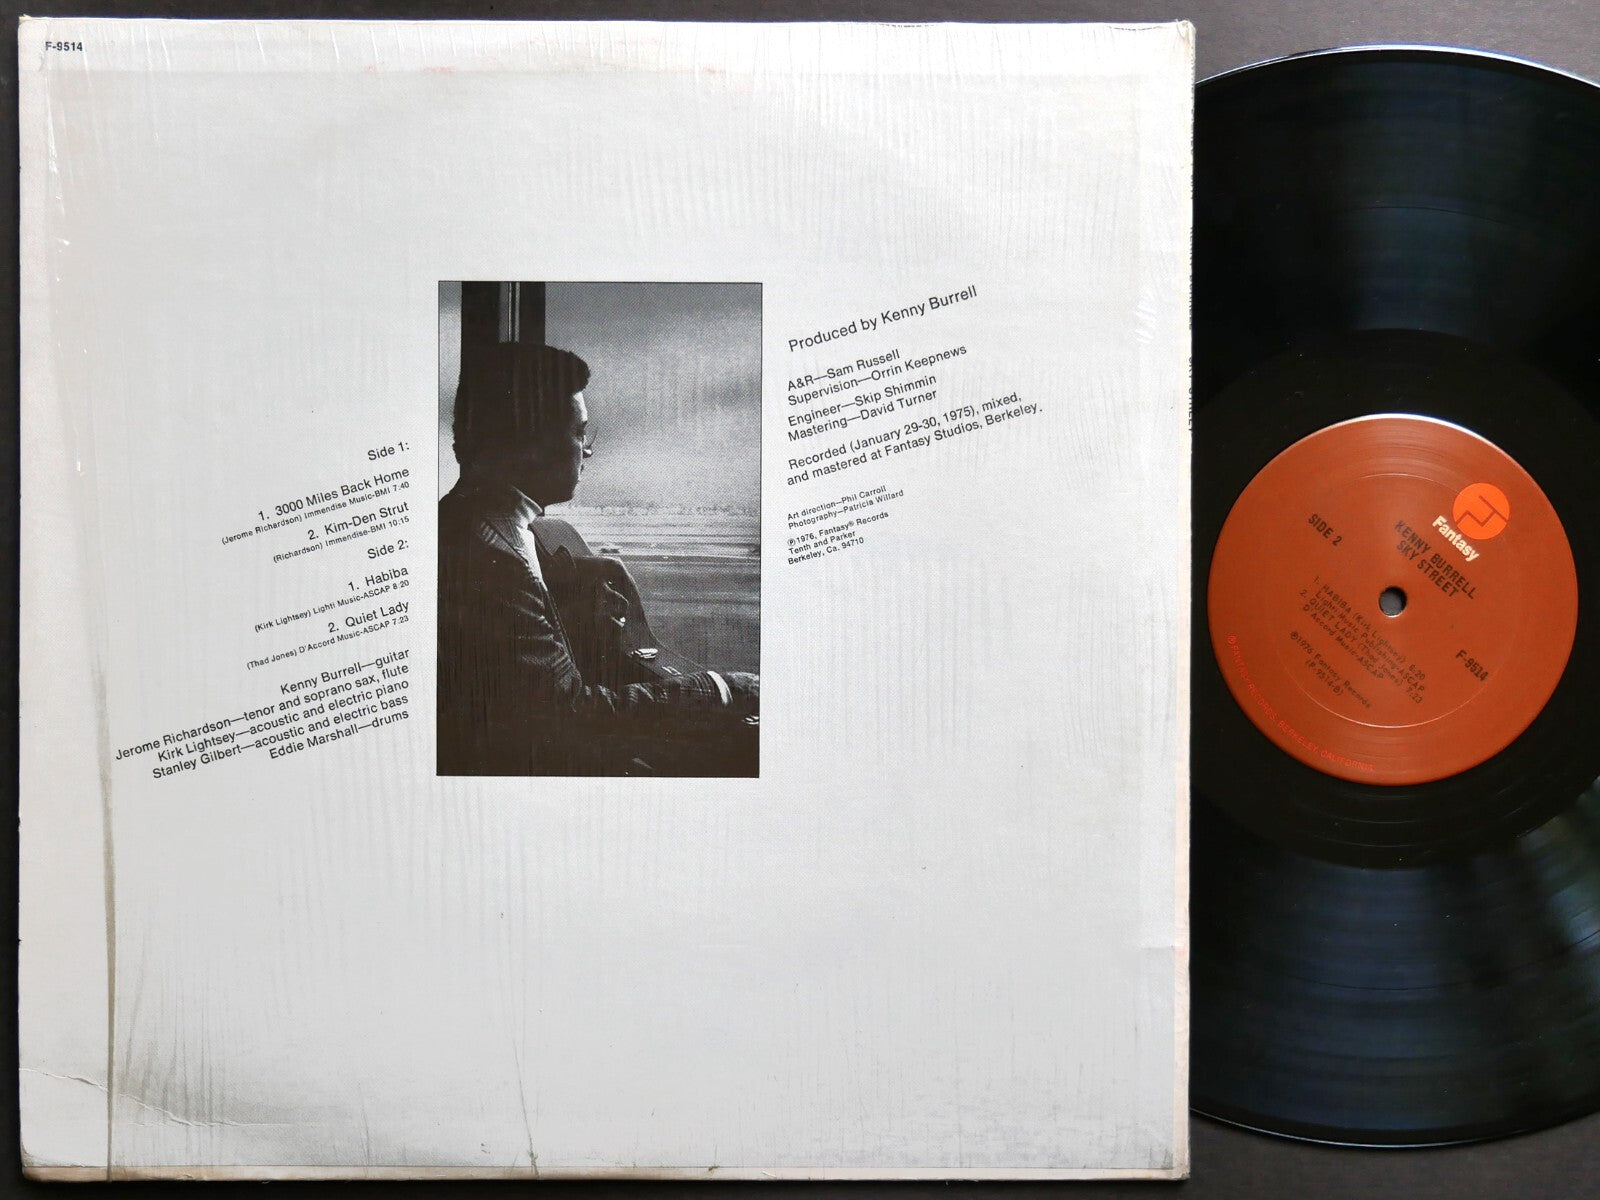 F-9514
Side 1:
1. 3000 Miles Back Home
(Jerome Richardson) Immendise Music-BMI 7:40
2. Kim-Den Strut
(Richardson) Immendise-BMI 10:15
Side 2:
1. Habiba
(Kirk Lightsey) Lighti Music-ASCAP 8:20
2. Quiet Lady
(Thad Jones) D'Accord Music-ASCAP 7:23
Kenny Burrell—guitar
Jerome Richardson—tenor and soprano sax, flute
Kirk Lightsey—acoustic and electric piano
Stanley Gilbert—acoustic and electric bass
Eddie Marshall—drums
Produced by Kenny Burrell
A&R—Sam Russell
Supervision—Orrin Keepnews
Engineer—Skip Shimmin
Mastering—David Turner
Recorded (January 29-30, 1975), mixed,
and mastered at Fantasy Studios, Berkeley.
Art direction—Phil Carroll
Photography—Patricia Willard
℗1976, Fantasy® Records
Tenth and Parker
Berkeley, Ca. 94710
Fantasy
SIDE 2
KENNY BURRELL
SKY STREET
1. HABIBA (Kirk Lightsey) 8:20
Lighti Music Publishing-ASCAP
2. QUIET LADY (Thad Jones) 7:23
D'Accord Music-ASCAP
F-9514
℗1976 Fantasy Records
(P-9514B)
FANTASY RECORDS, BERKELEY, CALIFORNIA